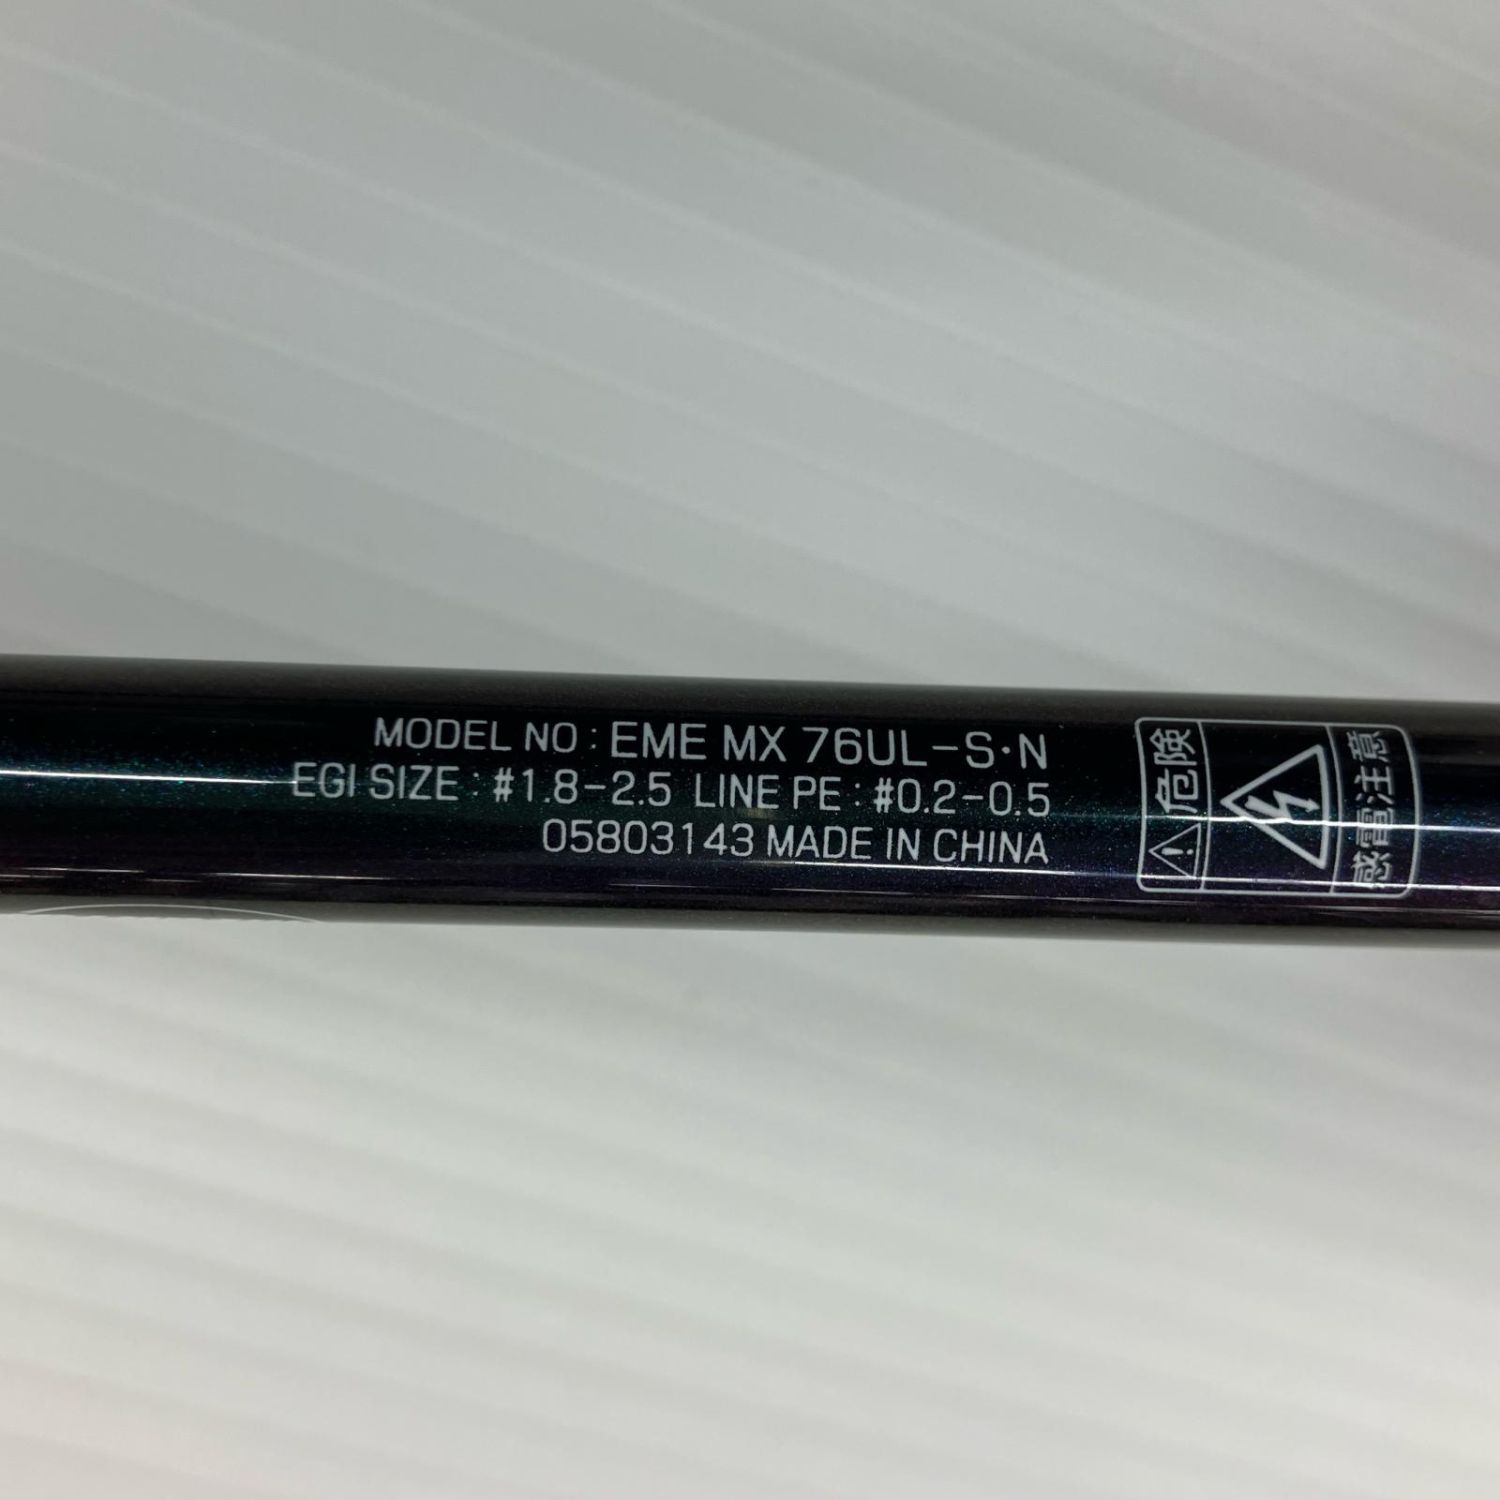 MODEL NO : EME MX 76UL-S・N
EGI SIZE : #1.8-2.5 LINE PE : #0.2-0.5
05803143 MADE IN CHINA
危険
感電注意